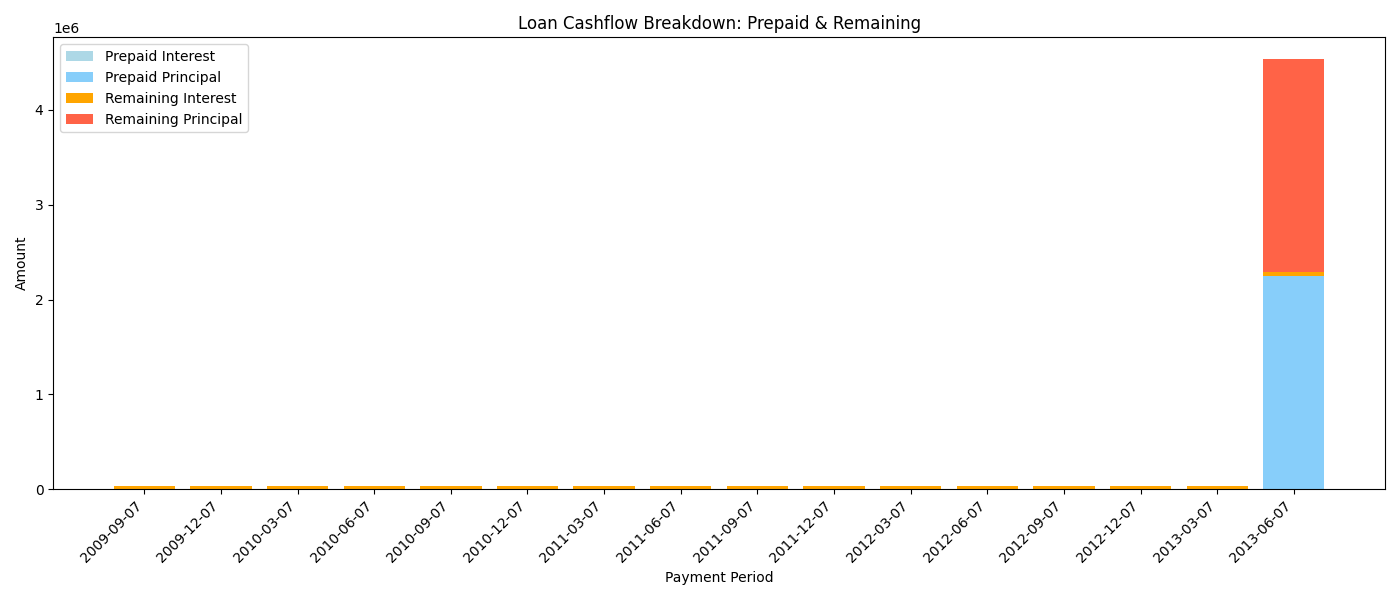 Loan Cashflow Breakdown: Prepaid & Remaining
1e6
Prepaid Interest
Prepaid Principal
Remaining Interest
Remaining Principal
Amount
4
3
2
1
0
2009-09-07
2009-12-07
2010-03-07
2010-06-07
2010-09-07
2010-12-07
2011-03-07
2011-06-07
2011-09-07
2011-12-07
2012-03-07
2012-06-07
2012-09-07
2012-12-07
2013-03-07
2013-06-07
Payment Period